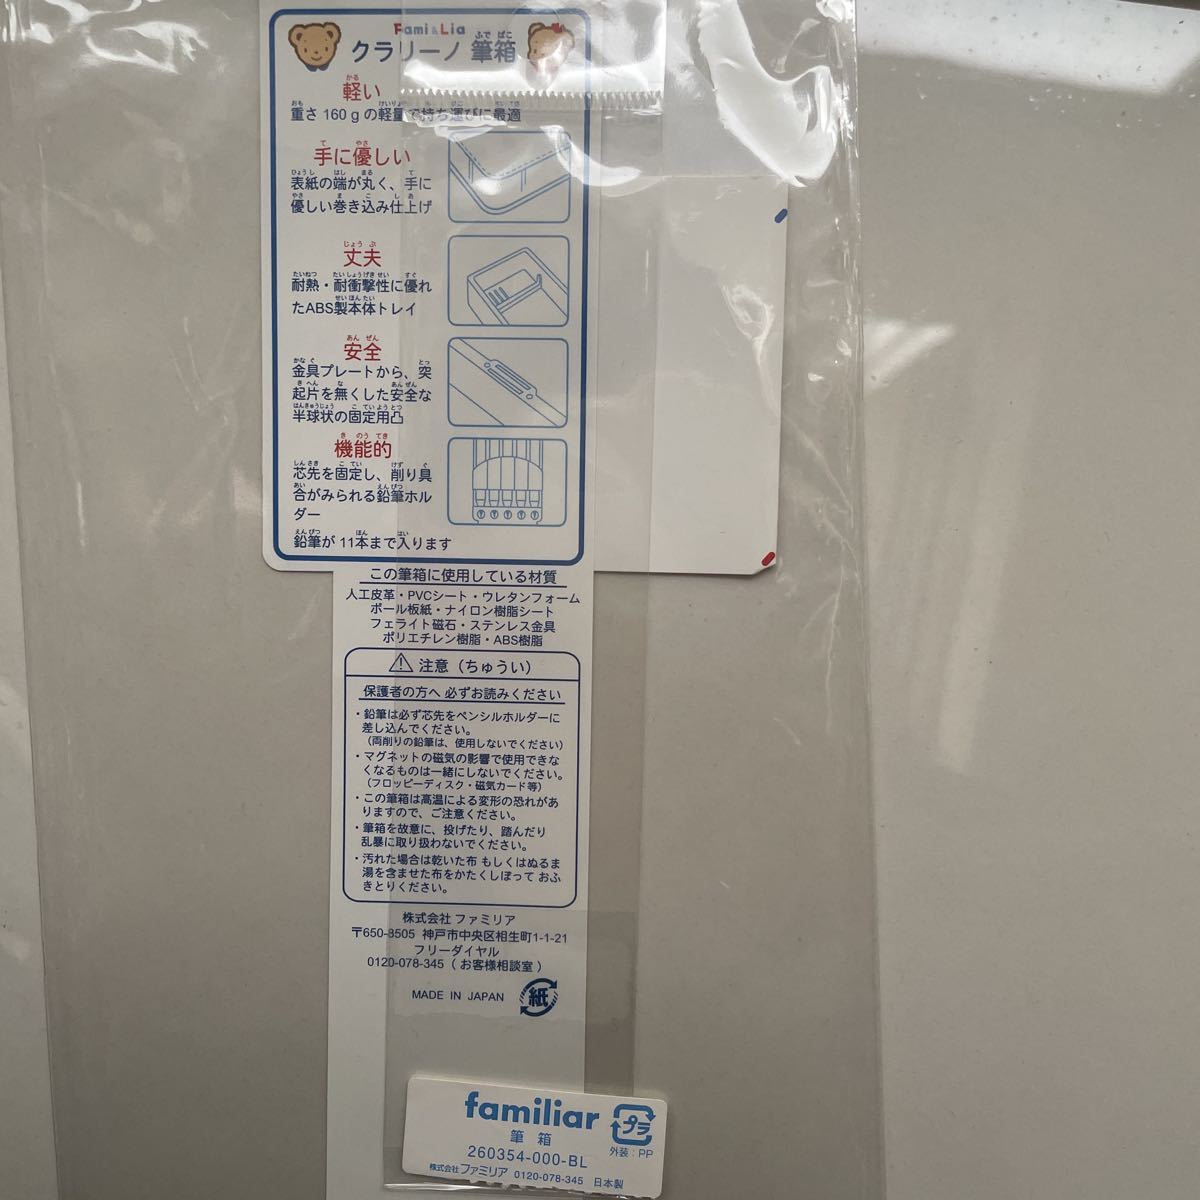 Fami & Lia
クラリーノ 筆箱
軽い
重さ 160 g の軽量で持ち運びに最適
手に優しい
表紙の端が丸く、手に
優しい巻き込み仕上げ
丈夫
耐熱・耐衝撃性に優れ
たABS製本体トレイ
安全
金具プレートから、突
起片を無くした安全な
半球状の固定用凸
機能的
芯先を固定し、削り具
合がみられる鉛筆ホル
ダー
鉛筆が 11本まで入ります
この筆箱に使用している材質
人工皮革・PVCシート・ウレタンフォーム
ボール板紙・ナイロン樹脂シート
フェライト磁石・ステンレス金具
ポリエチレン樹脂・ABS樹脂
注意（ちゅうい）
保護者の方へ 必ずお読みください
・鉛筆は必ず芯先をペンシルホルダーに
差し込んでください。
（両削りの鉛筆は、使用しないでください）
・マグネットの磁気の影響で使用できな
くなるものは一緒にしないでください。
（フロッピーディスク・磁気カード等）
・この筆箱は高温による変形の恐れがあ
りますので、ご注意ください。
・筆箱を故意に、投げたり、踏んだり
乱暴に取り扱わないでください。
・汚れた場合は乾いた布 もしくはぬるま
湯を含ませた布をかたくしぼって おふ
きとりください。
株式会社 ファミリア
〒650-8505 神戸市中央区相生町1-1-21
フリーダイヤル
0120-078-345（お客様相談室）
MADE IN JAPAN
紙
familiar
プラ
筆 箱
外装：PP
260354-000-BL
株式会社 ファミリア 0120-078-345 日本製